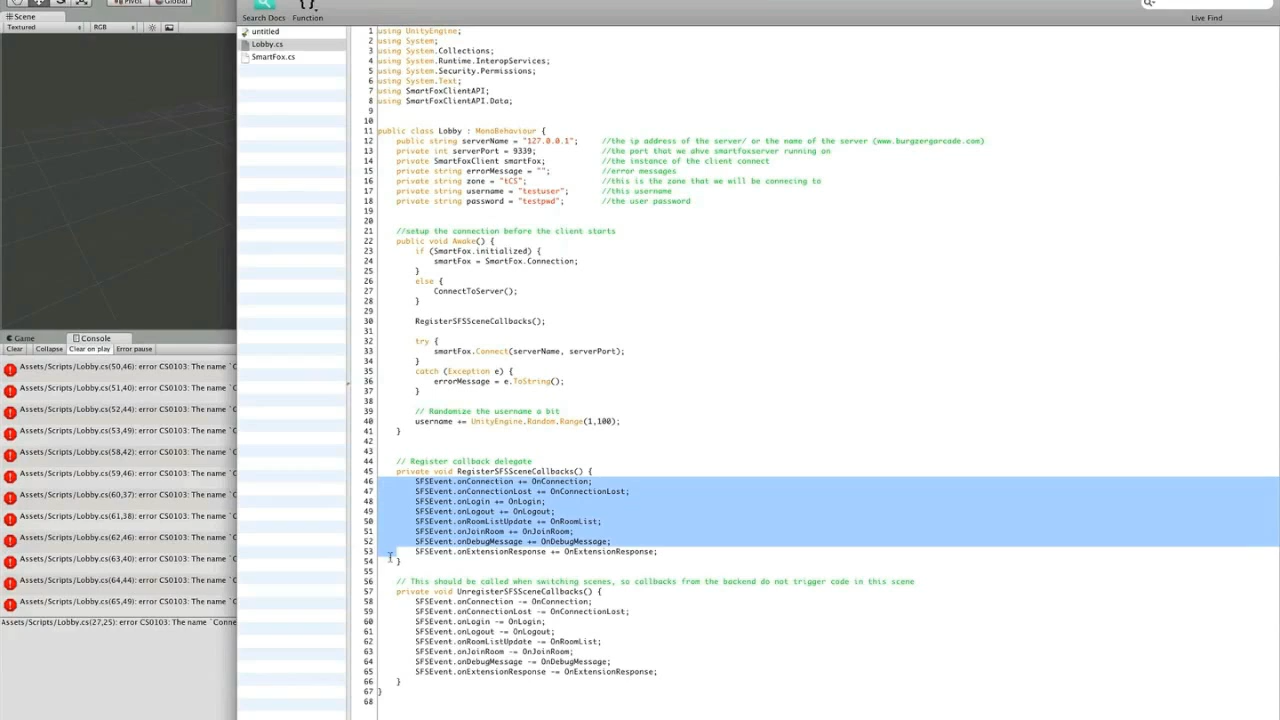 Pivot
Global
Scene
Textured
RGB
Game
Console
Clear
Collapse
Clear on play
Error pause
Assets/Scripts/Lobby.cs(50,46): error CS0103: The name `C
Assets/Scripts/Lobby.cs(51,40): error CS0103: The name `C
Assets/Scripts/Lobby.cs(52,44): error CS0103: The name `C
Assets/Scripts/Lobby.cs(53,49): error CS0103: The name `C
Assets/Scripts/Lobby.cs(58,42): error CS0103: The name `C
Assets/Scripts/Lobby.cs(59,46): error CS0103: The name `C
Assets/Scripts/Lobby.cs(60,37): error CS0103: The name `C
Assets/Scripts/Lobby.cs(61,38): error CS0103: The name `C
Assets/Scripts/Lobby.cs(62,46): error CS0103: The name `C
Assets/Scripts/Lobby.cs(63,40): error CS0103: The name `C
Assets/Scripts/Lobby.cs(64,44): error CS0103: The name `C
Assets/Scripts/Lobby.cs(65,49): error CS0103: The name `C
Assets/Scripts/Lobby.cs(27,25): error CS0103: The name `Conne
Search Docs
Function
Live Find
untitled
Lobby.cs
SmartFox.cs
1 using UnityEngine;
2 using System;
3 using System.Collections;
4 using System.Runtime.InteropServices;
5 using System.Security.Permissions;
6 using System.Text;
7 using SmartFoxClientAPI;
8 using SmartFoxClientAPI.Data;
9
10
11 public class Lobby : MonoBehaviour {
12 public string serverName = "127.0.0.1"; //the ip address of the server/ or the name of the server (www.burgzergarcade.com)
13 private int serverPort = 9339; //the port that we ahve smartfoxserver running on
14 private SmartFoxClient smartFox; //the instance of the client connect
15 private string errorMessage = ""; //error messages
16 private string zone = "tCS"; //this is the zone that we will be connecing to
17 private string username = "testuser"; //this username
18 private string password = "testpwd"; //the user password
19
20
21 //setup the connection before the client starts
22 public void Awake() {
23 if (SmartFox.initialized) {
24 smartFox = SmartFox.Connection;
25 }
26 else {
27 ConnectToServer();
28 }
29
30 RegisterSFSSceneCallbacks();
31
32 try {
33 smartFox.Connect(serverName, serverPort);
34 }
35 catch (Exception e) {
36 errorMessage = e.ToString();
37 }
38
39 // Randomize the username a bit
40 username += UnityEngine.Random.Range(1,100);
41 }
42
43
44 // Register callback delegate
45 private void RegisterSFSSceneCallbacks() {
46 SFSEvent.onConnection += OnConnection;
47 SFSEvent.onConnectionLost += OnConnectionLost;
48 SFSEvent.onLogin += OnLogin;
49 SFSEvent.onLogout += OnLogout;
50 SFSEvent.onRoomListUpdate += OnRoomList;
51 SFSEvent.onJoinRoom += OnJoinRoom;
52 SFSEvent.onDebugMessage += OnDebugMessage;
53 SFSEvent.onExtensionResponse += OnExtensionResponse;
54 }
55
56 // This should be called when switching scenes, so callbacks from the backend do not trigger code in this scene
57 private void UnregisterSFSSceneCallbacks() {
58 SFSEvent.onConnection -= OnConnection;
59 SFSEvent.onConnectionLost -= OnConnectionLost;
60 SFSEvent.onLogin -= OnLogin;
61 SFSEvent.onLogout -= OnLogout;
62 SFSEvent.onRoomListUpdate -= OnRoomList;
63 SFSEvent.onJoinRoom -= OnJoinRoom;
64 SFSEvent.onDebugMessage -= OnDebugMessage;
65 SFSEvent.onExtensionResponse -= OnExtensionResponse;
66 }
67 }
68